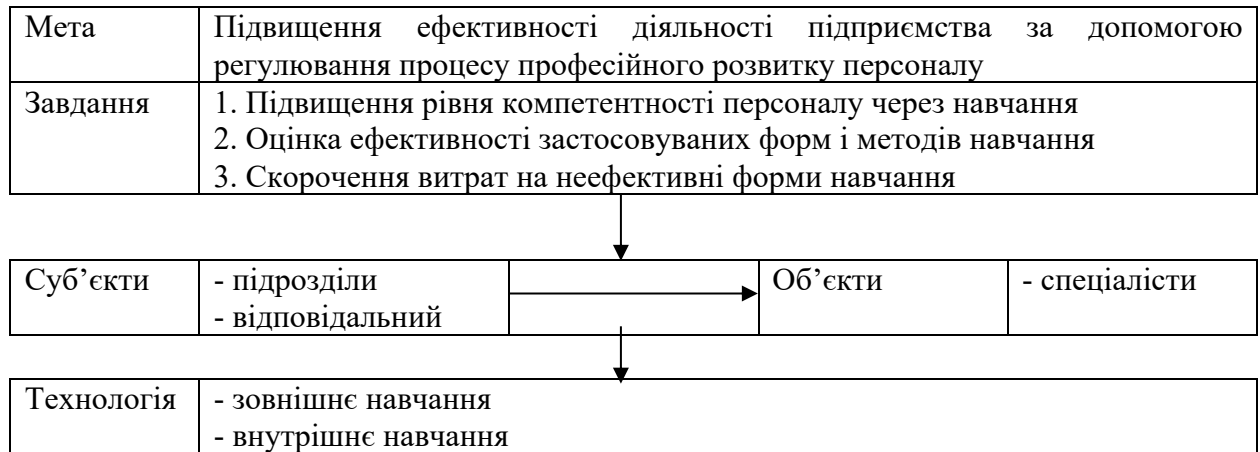 Мета Підвищення ефективності діяльності підприємства за допомогою
регулювання процесу професійного розвитку персоналу
Завдання 1. Підвищення рівня компетентності персоналу через навчання
2. Оцінка ефективності застосовуваних форм і методів навчання
3. Скорочення витрат на неефективні форми навчання
Суб’єкти - підрозділи Об’єкти - спеціалісти
- відповідальний
Технологія - зовнішнє навчання
- внутрішнє навчання